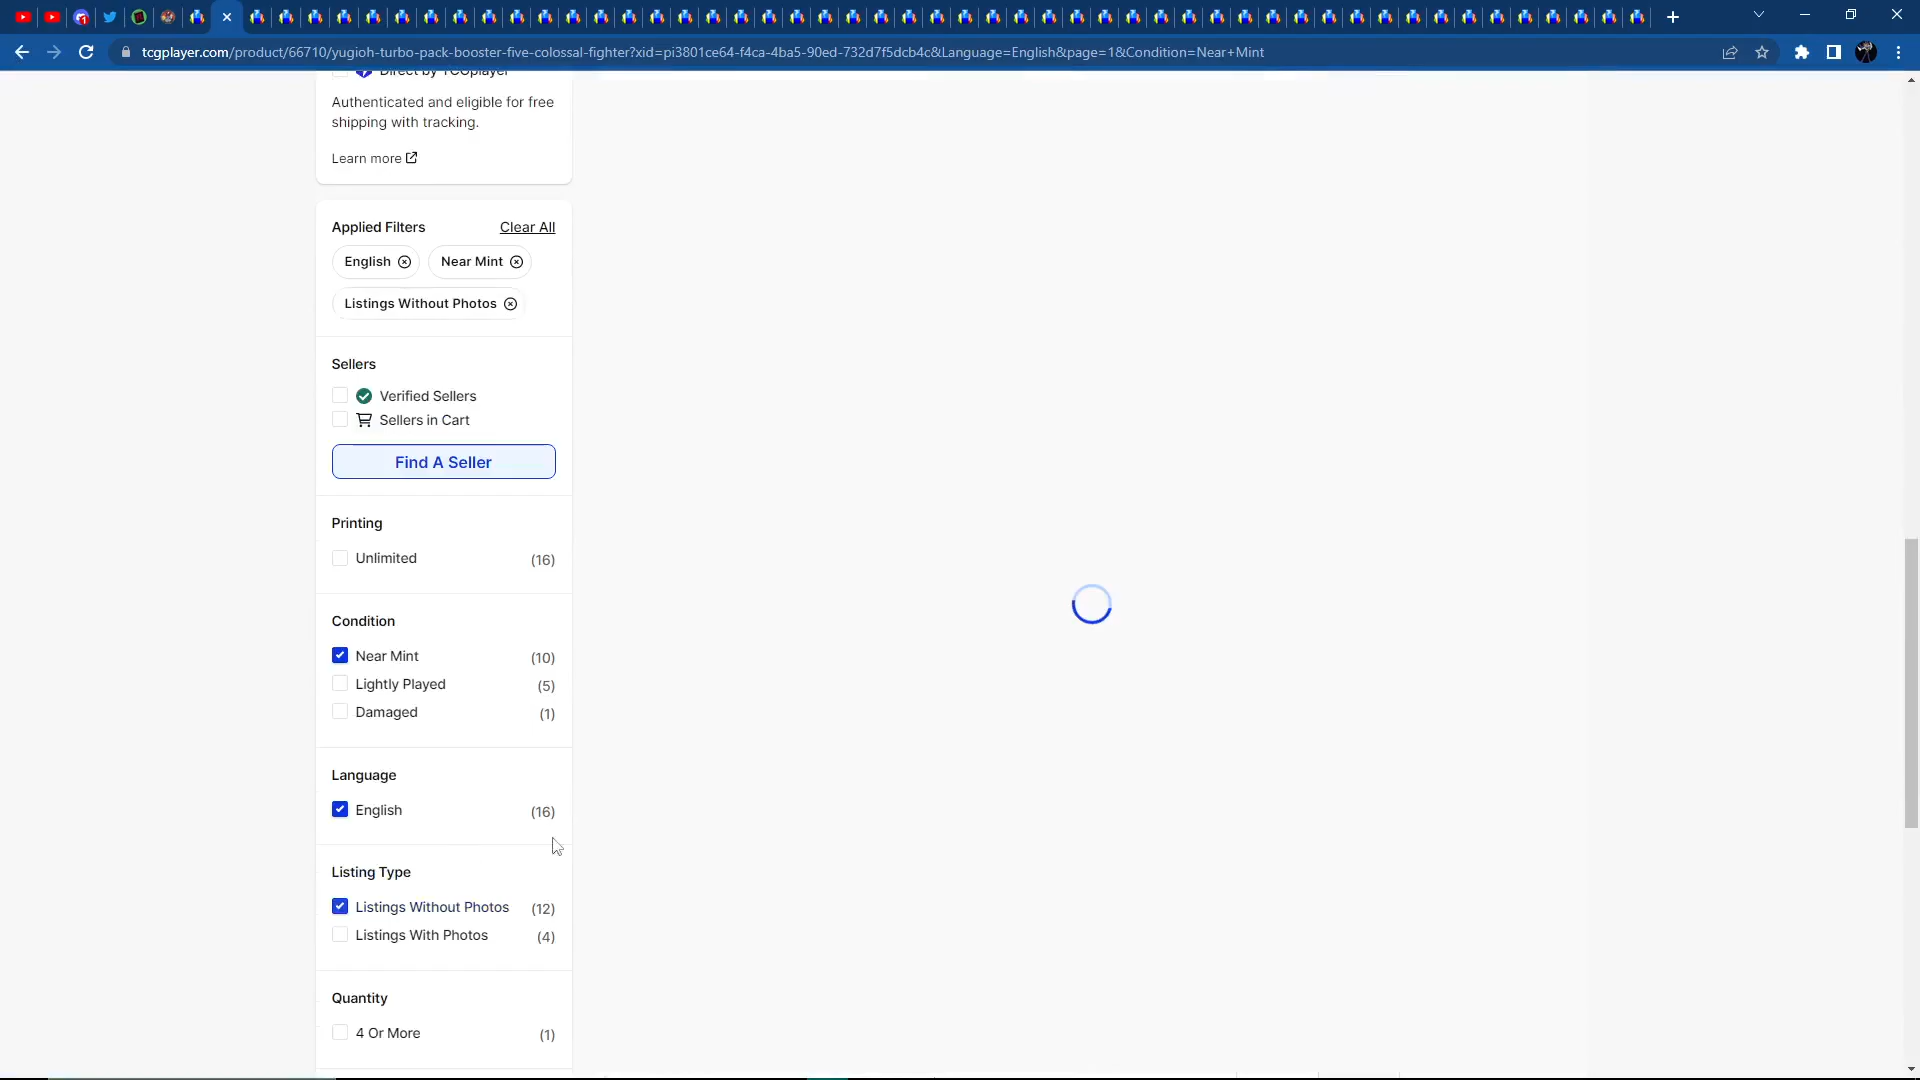 tcgplayer.com/product/66710/yugioh-turbo-pack-booster-five-colossal-fighter?xid=pi3801ce64-f4ca-4ba5-90ed-732d7f5dcb4c&Language=English&page=1&Condition=Near+Mint
Direct by TCGplayer
Authenticated and eligible for free
shipping with tracking.
Learn more
Applied Filters Clear All
English Near Mint
Listings Without Photos
Sellers
Verified Sellers
Sellers in Cart
Find A Seller
Printing
Unlimited (16)
Condition
Near Mint (10)
Lightly Played (5)
Damaged (1)
Language
English (16)
Listing Type
Listings Without Photos (12)
Listings With Photos (4)
Quantity
4 Or More (1)